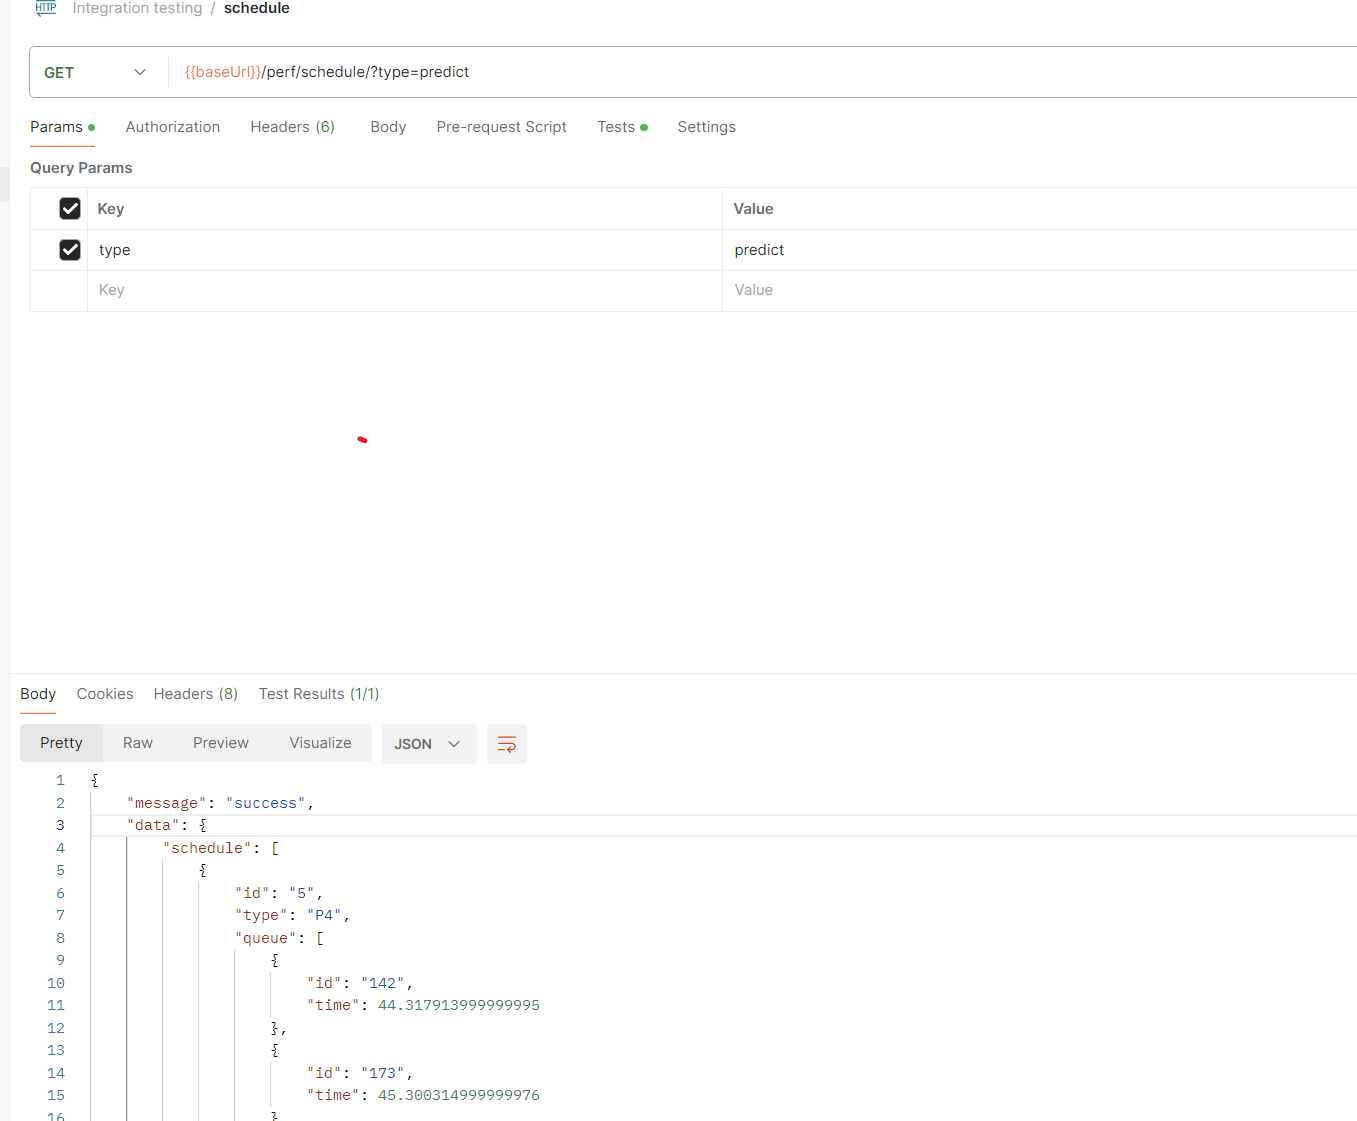 HTTP Integration testing / schedule
GET {{baseUrl}}/perf/schedule/?type=predict
Params Authorization Headers (6) Body Pre-request Script Tests Settings
Query Params
Key Value
type predict
Key Value
Body Cookies Headers (8) Test Results (1/1)
Pretty Raw Preview Visualize JSON
1 {
2 "message": "success",
3 "data": {
4 "schedule": [
5 {
6 "id": "5",
7 "type": "P4",
8 "queue": [
9 {
10 "id": "142",
11 "time": 44.317913999999995
12 },
13 {
14 "id": "173",
15 "time": 45.300314999999976
16 }